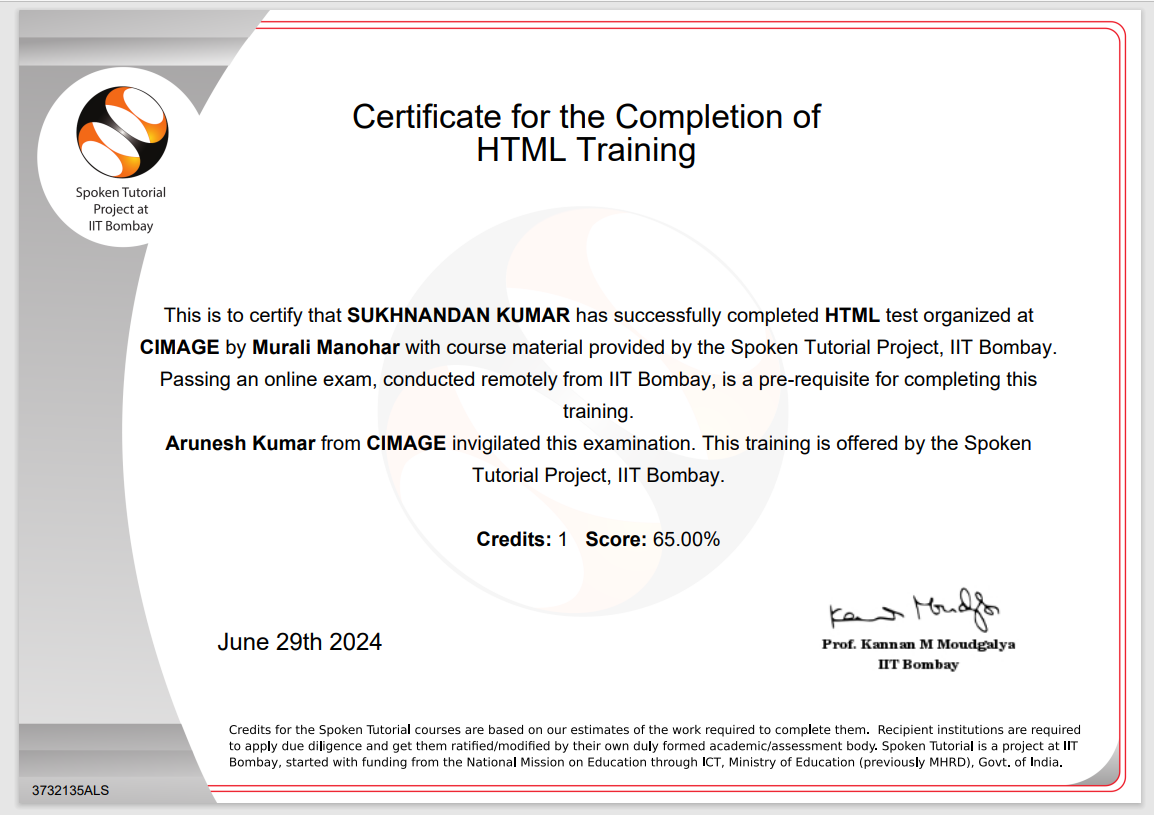 Spoken Tutorial
Project at
IIT Bombay
Certificate for the Completion of
HTML Training
This is to certify that SUKHNANDAN KUMAR has successfully completed HTML test organized at
CIMAGE by Murali Manohar with course material provided by the Spoken Tutorial Project, IIT Bombay.
Passing an online exam, conducted remotely from IIT Bombay, is a pre-requisite for completing this
training.
Arunesh Kumar from CIMAGE invigilated this examination. This training is offered by the Spoken
Tutorial Project, IIT Bombay.
Credits: 1 Score: 65.00%
June 29th 2024
Kannan Moudgalya
Prof. Kannan M Moudgalya
IIT Bombay
Credits for the Spoken Tutorial courses are based on our estimates of the work required to complete them. Recipient institutions are required
to apply due diligence and get them ratified/modified by their own duly formed academic/assessment body. Spoken Tutorial is a project at IIT
Bombay, started with funding from the National Mission on Education through ICT, Ministry of Education (previously MHRD), Govt. of India.
3732135ALS